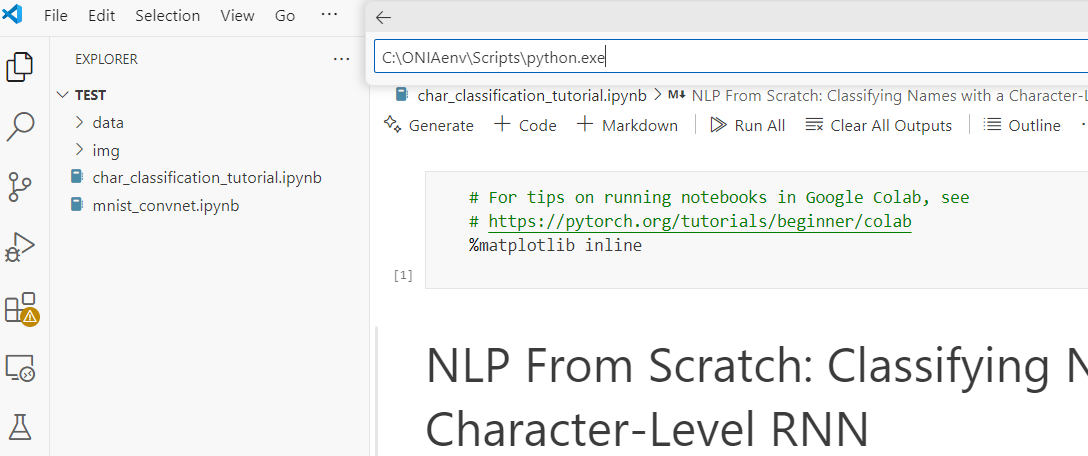 File Edit Selection View Go ···
C:\ONIAenv\Scripts\python.exe
EXPLORER ···
TEST
data
img
char_classification_tutorial.ipynb
mnist_convnet.ipynb
char_classification_tutorial.ipynb > M↓ NLP From Scratch: Classifying Names with a Character-L
Generate + Code + Markdown Run All Clear All Outputs Outline
# For tips on running notebooks in Google Colab, see
# https://pytorch.org/tutorials/beginner/colab
%matplotlib inline
[1]
NLP From Scratch: Classifying N
Character-Level RNN